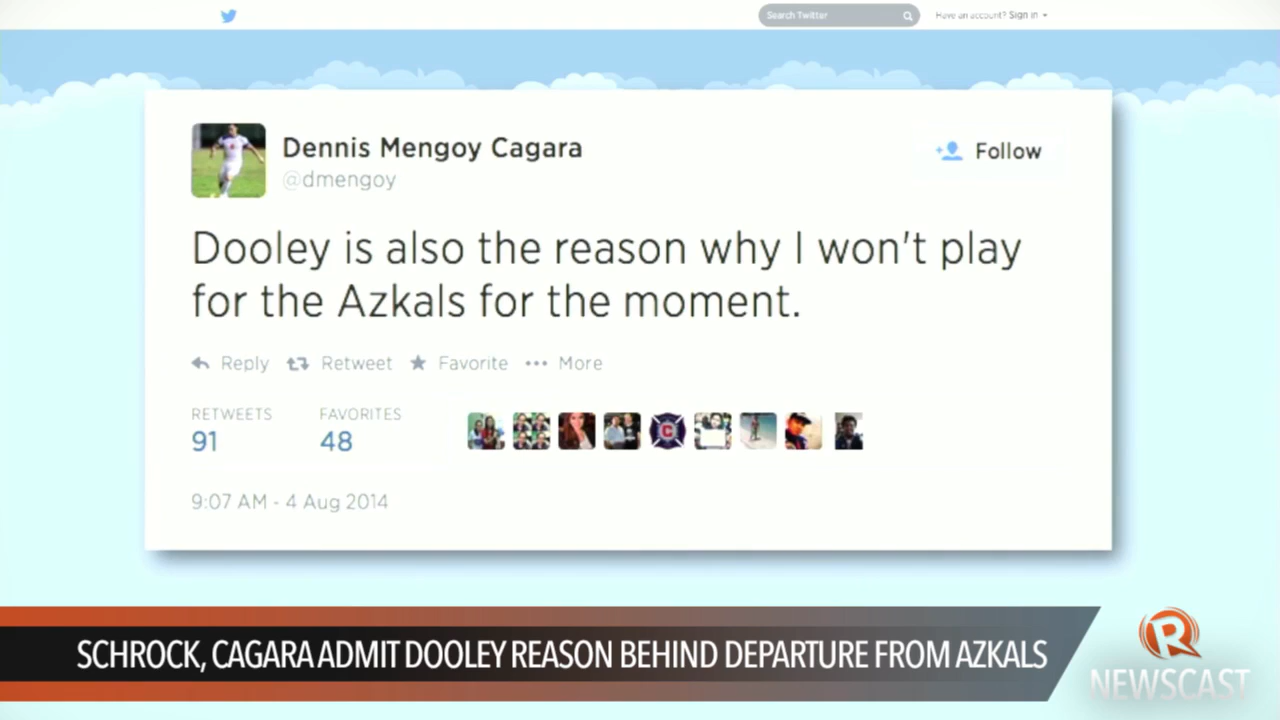 Search Twitter
Have an account? Sign in
Dennis Mengoy Cagara
@dmengoy
Follow
Dooley is also the reason why I won't play
for the Azkals for the moment.
Reply Retweet Favorite More
RETWEETS FAVORITES
91 48
9:07 AM - 4 Aug 2014
SCHROCK, CAGARA ADMIT DOOLEY REASON BEHIND DEPARTURE FROM AZKALS
R
NEWSCAST